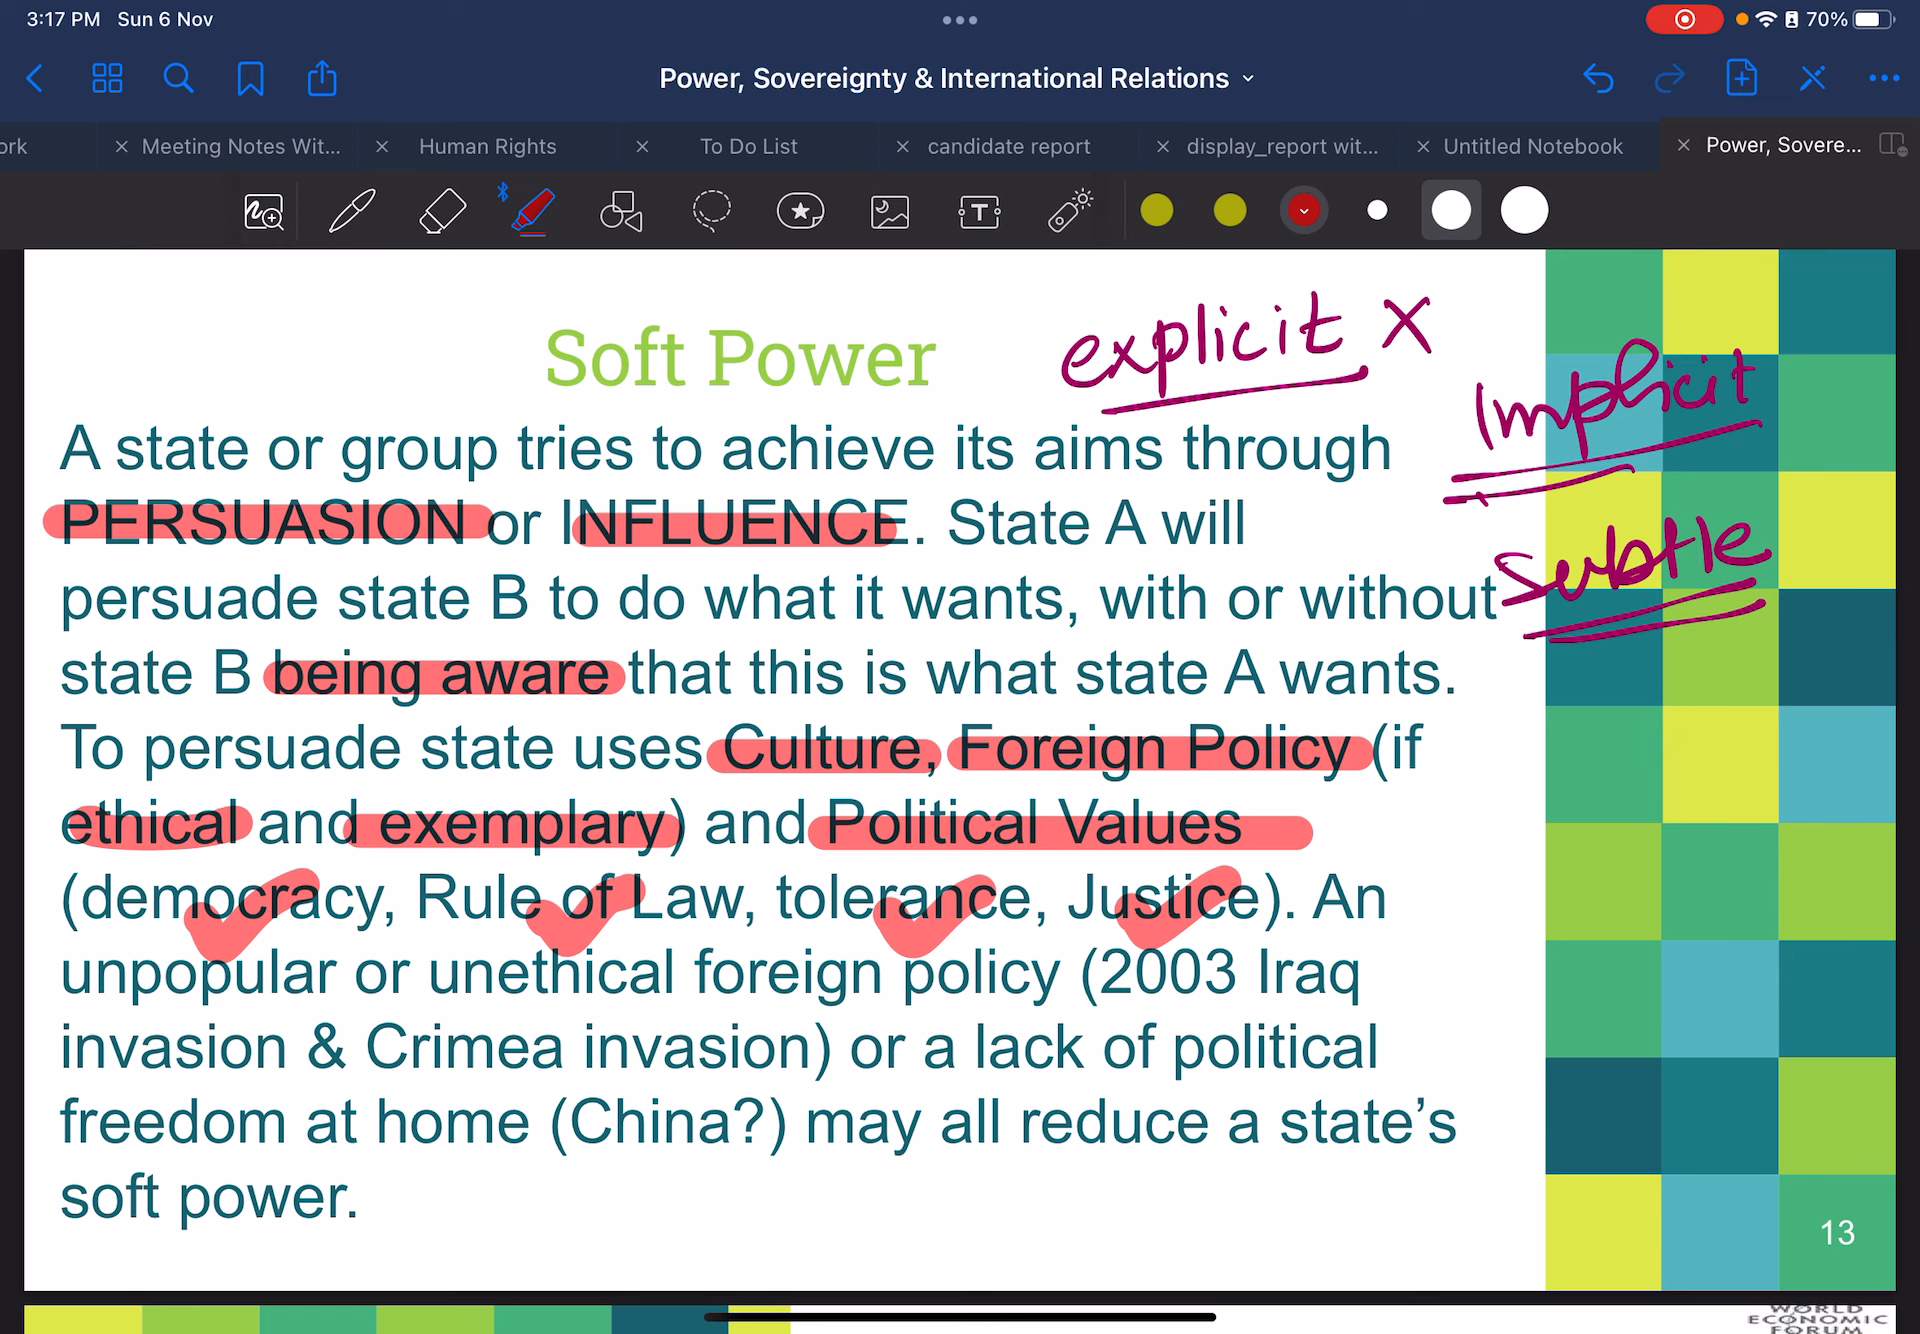 3:17 PM Sun 6 Nov
70%
Power, Sovereignty & International Relations
ork
Meeting Notes Wit...
Human Rights
To Do List
candidate report
display_report wit...
Untitled Notebook
Power, Sovere...
Soft Power
explicit X
Implicit
Subtle
A state or group tries to achieve its aims through
PERSUASION or INFLUENCE. State A will
persuade state B to do what it wants, with or without
state B being aware that this is what state A wants.
To persuade state uses Culture, Foreign Policy (if
ethical and exemplary) and Political Values
(democracy, Rule of Law, tolerance, Justice). An
unpopular or unethical foreign policy (2003 Iraq
invasion & Crimea invasion) or a lack of political
freedom at home (China?) may all reduce a state’s
soft power.
13
WORLD
ECONOMIC
FORUM